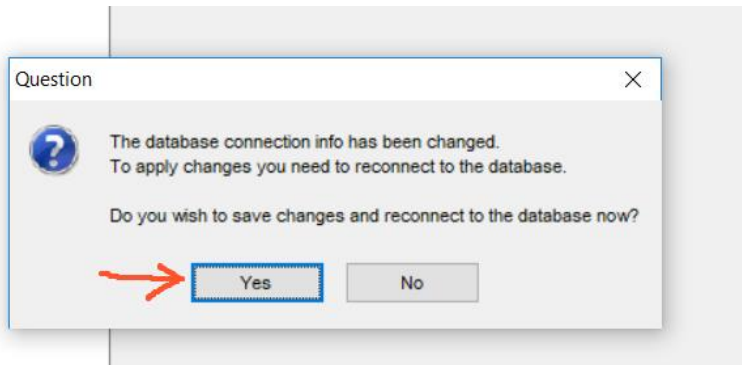 Question
The database connection info has been changed.
To apply changes you need to reconnect to the database.
Do you wish to save changes and reconnect to the database now?
Yes No